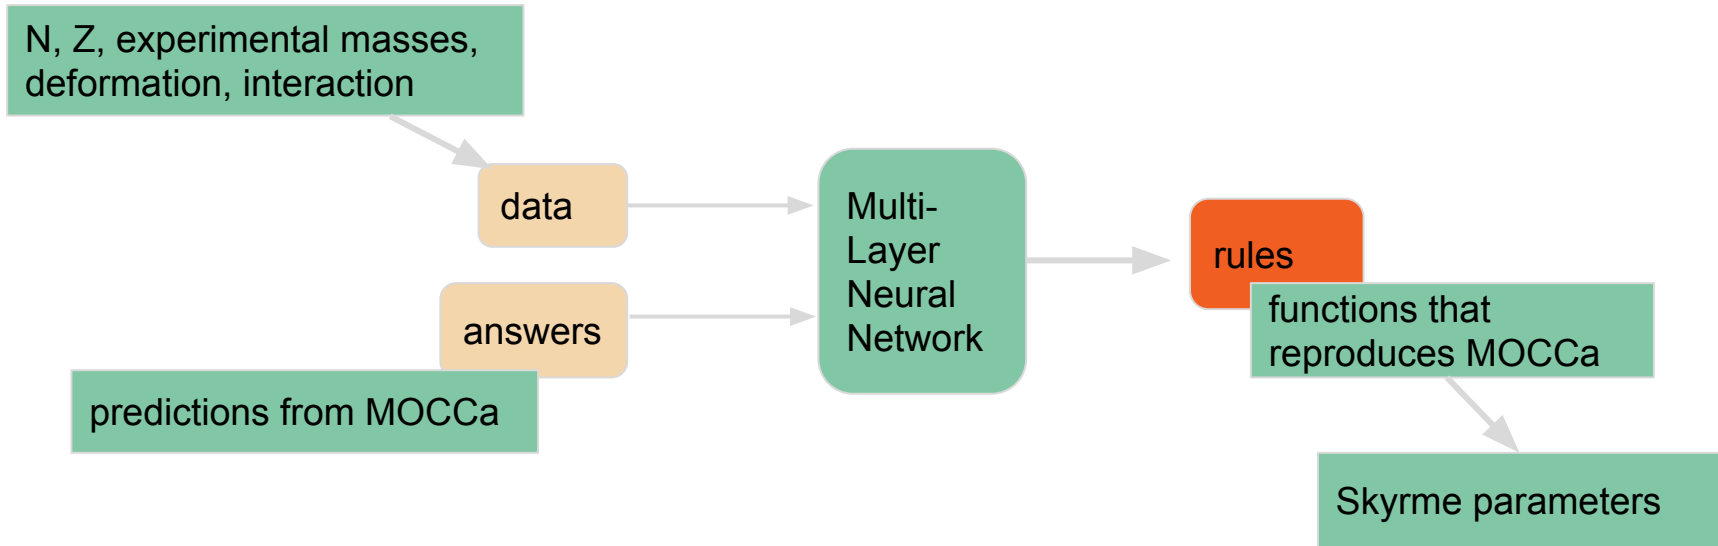 N, Z, experimental masses,
deformation, interaction
data
answers
predictions from MOCCa
Multi-
Layer
Neural
Network
rules
functions that
reproduces MOCCa
Skyrme parameters